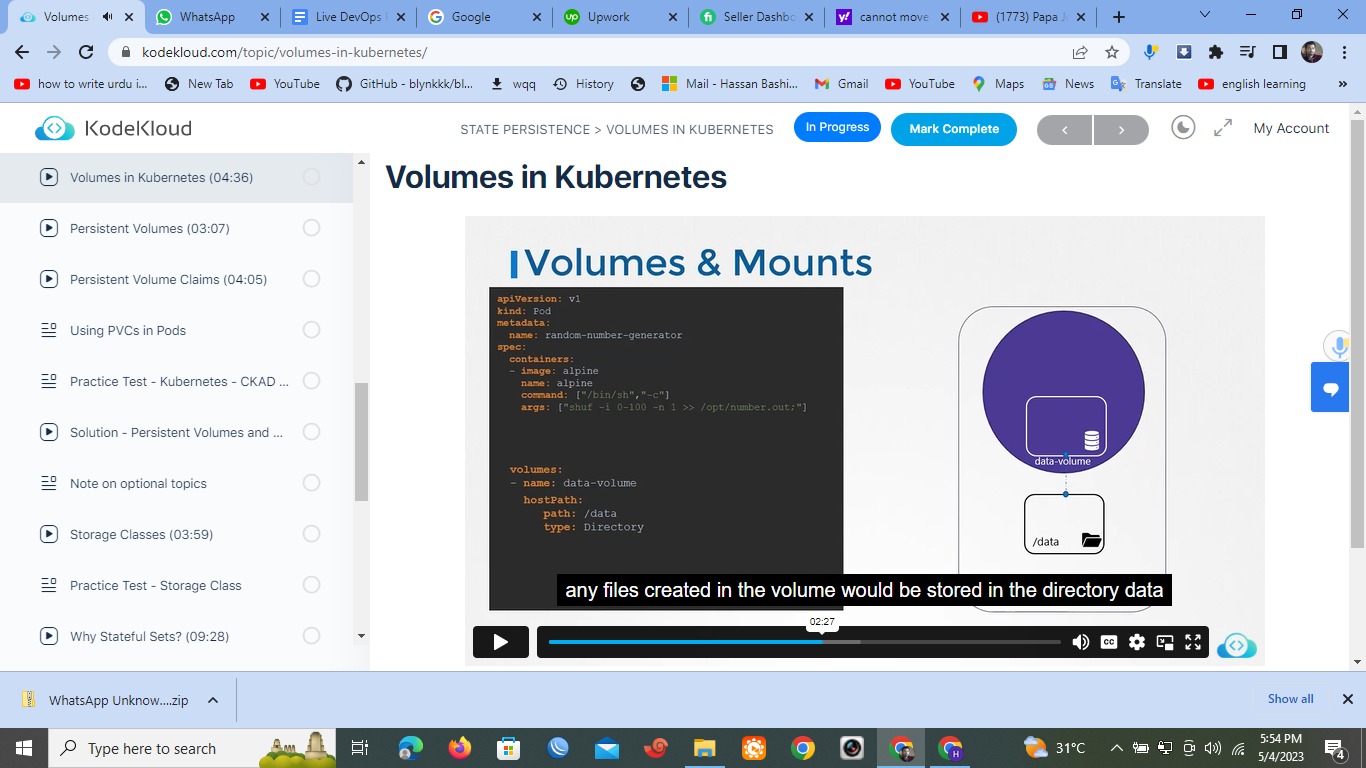 Volumes
WhatsApp
Live DevOps
Google
Upwork
Seller Dashbo
cannot move
(1773) Papa J
kodekloud.com/topic/volumes-in-kubernetes/
how to write urdu i...
New Tab
YouTube
GitHub - blynkkk/bl...
wqq
History
Mail - Hassan Bashi...
Gmail
YouTube
Maps
News
Translate
english learning
»
KodeKloud
STATE PERSISTENCE > VOLUMES IN KUBERNETES
In Progress
Mark Complete
<
>
My Account
Volumes in Kubernetes (04:36)
Persistent Volumes (03:07)
Persistent Volume Claims (04:05)
Using PVCs in Pods
Practice Test - Kubernetes - CKAD ...
Solution - Persistent Volumes and ...
Note on optional topics
Storage Classes (03:59)
Practice Test - Storage Class
Why Stateful Sets? (09:28)
Volumes in Kubernetes
Volumes & Mounts
apiVersion: v1
kind: Pod
metadata:
name: random-number-generator
spec:
containers:
- image: alpine
name: alpine
command: ["/bin/sh","-c"]
args: ["shuf -i 0-100 -n 1 >> /opt/number.out;"]
volumes:
- name: data-volume
hostPath:
path: /data
type: Directory
data-volume
/data
any files created in the volume would be stored in the directory data
02:27
CC
WhatsApp Unknow....zip
Show all
Type here to search
31°C
5:54 PM
5/4/2023
4